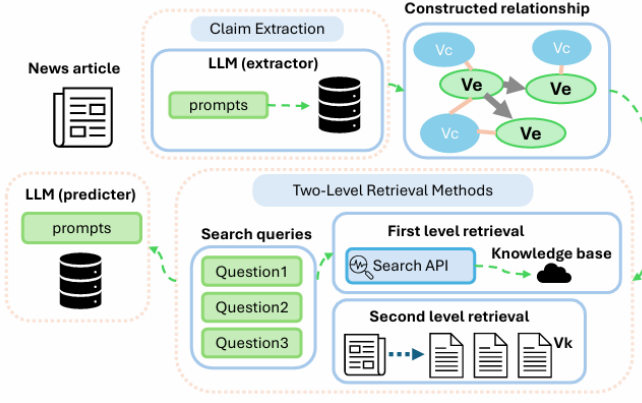 Constructed relationship
Claim Extraction
LLM (extractor)
News article
prompts
Vc
Vc
Ve
Ve
Vc
Ve
LLM (predicter)
prompts
Two-Level Retrieval Methods
Search queries
Question1
Question2
Question3
First level retrieval
Search API
Knowledge base
Second level retrieval
Vk